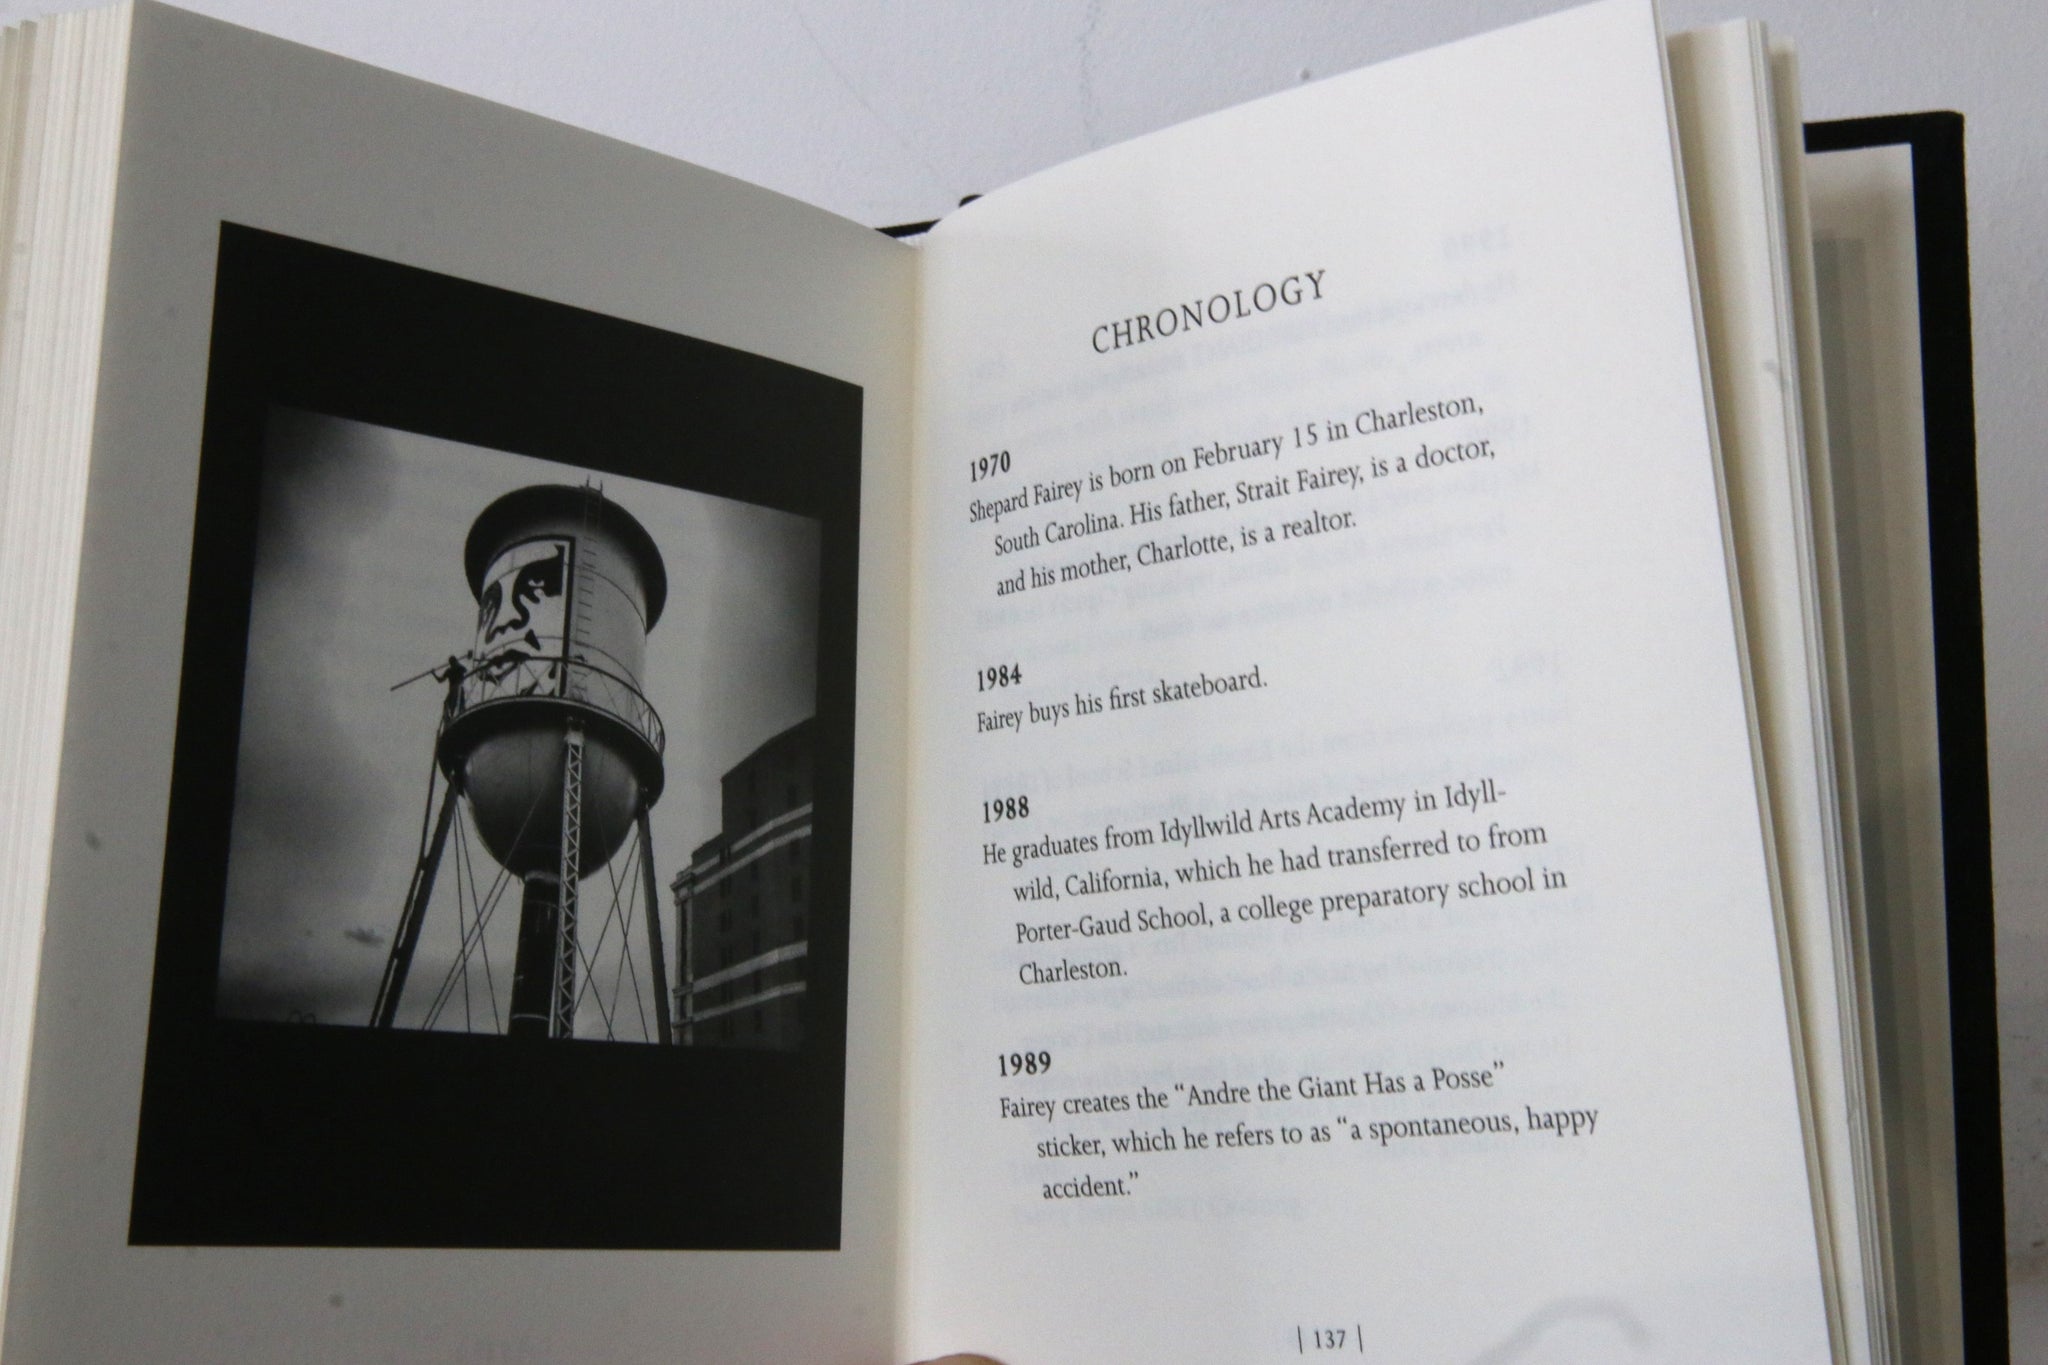 CHRONOLOGY
1970
Shepard Fairey is born on February 15 in Charleston,
South Carolina. His father, Strait Fairey, is a doctor,
and his mother, Charlotte, is a realtor.
1984
Fairey buys his first skateboard.
1988
He graduates from Idyllwild Arts Academy in Idyll-
wild, California, which he had transferred to from
Porter-Gaud School, a college preparatory school in
Charleston.
1989
Fairey creates the “Andre the Giant Has a Posse”
sticker, which he refers to as “a spontaneous, happy
accident.”
| 137 |